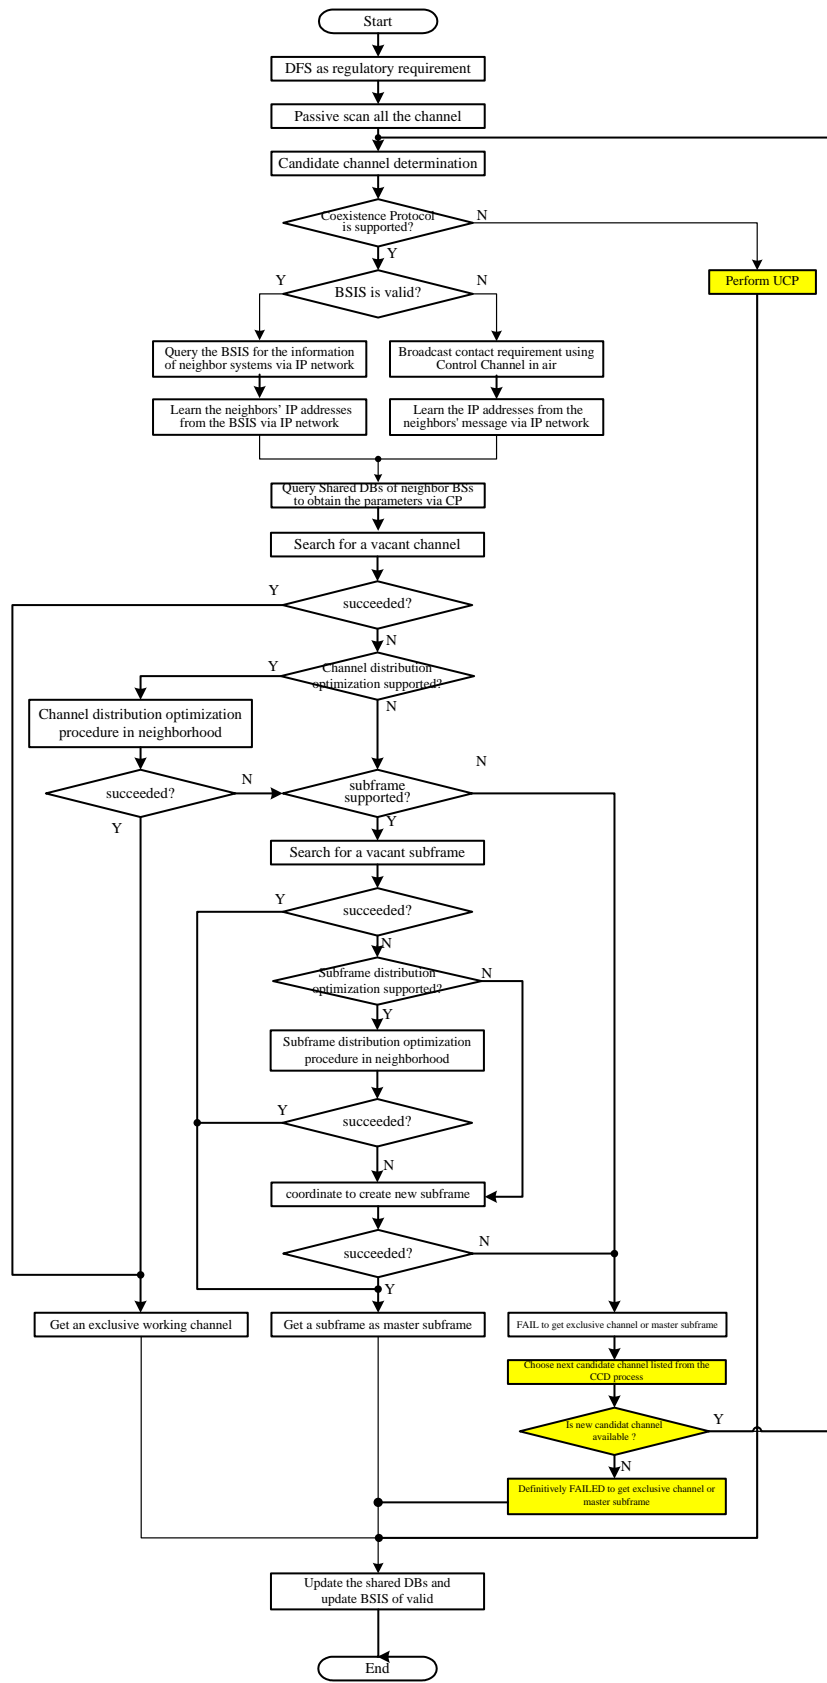 Start
DFS as regulatory requirement
Passive scan all the channel
Candidate channel determination
Coexistence Protocol
is supported?
N
Y
Perform UCP
Y
BSIS is valid?
N
Query the BSIS for the information
of neighbor systems via IP network
Broadcast contact requirement using
Control Channel in air
Learn the neighbors' IP addresses
from the BSIS via IP network
Learn the IP addresses from the
neighbors' message via IP network
Query Shared DBs of neighbor BSs
to obtain the parameters via CP
Search for a vacant channel
Y
succeeded?
N
Y
Channel distribution
optimization supported?
N
Channel distribution optimization
procedure in neighborhood
succeeded?
N
Y
subframe
supported?
N
Y
Search for a vacant subframe
Y
succeeded?
N
Subframe distribution
optimization supported?
N
Y
Subframe distribution optimization
procedure in neighborhood
Y
succeeded?
N
coordinate to create new subframe
succeeded?
N
Y
Get an exclusive working channel
Get a subframe as master subframe
FAIL to get exclusive channel or master subframe
Choose next candidate channel listed from the
CCD process
Is new candidat channel
available ?
Y
N
Definitively FAILED to get exclusive channel or
master subframe
Update the shared DBs and
update BSIS of valid
End